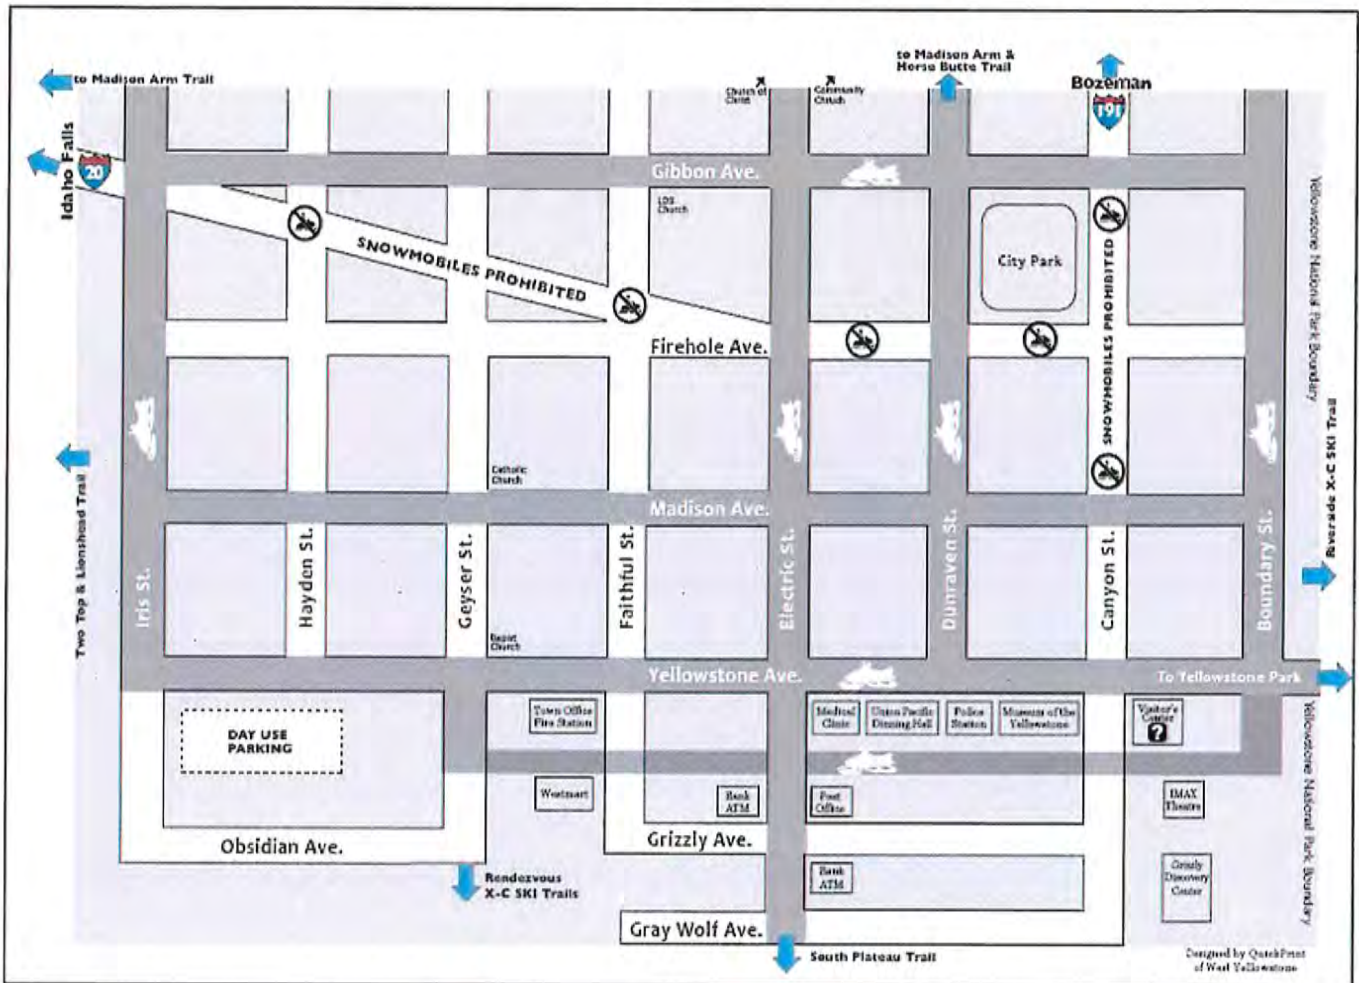 to Madison Arm &
Horse Butte Trail
to Madison Arm Trail
Bozeman
191
Church of
Christ
Community
Chruch
Idaho Falls
20
Gibbon Ave.
LDS
Church
SNOWMOBILES PROHIBITED
City Park
SNOWMOBILES PROHIBITED
Yellowstone National Park Boundary
Firehole Ave.
Catholic
Church
Madison Ave.
Two Top & Lionshead Trail
Riverside X-C SKI Trail
Iris St.
Hayden St.
Geyser St.
Faithful St.
Electric St.
Dunraven St.
Canyon St.
Boundary St.
Baptist
Church
Yellowstone Ave.
To Yellowstone Park
DAY USE
PARKING
Town Office
Fire Station
Medical
Clinic
Union Pacific
Dinning Hall
Police
Station
Museum of the
Yellowstone
Visitor's
Center
?
Westmart
Bank
ATM
Post
Office
IMAX
Theatre
Yellowstone National Park Boundary
Obsidian Ave.
Grizzly Ave.
Rendezvous
X-C SKI Trails
Bank
ATM
Grizzly
Discovery
Center
Gray Wolf Ave.
South Plateau Trail
Designed by QuickPrint
of West Yellowstone